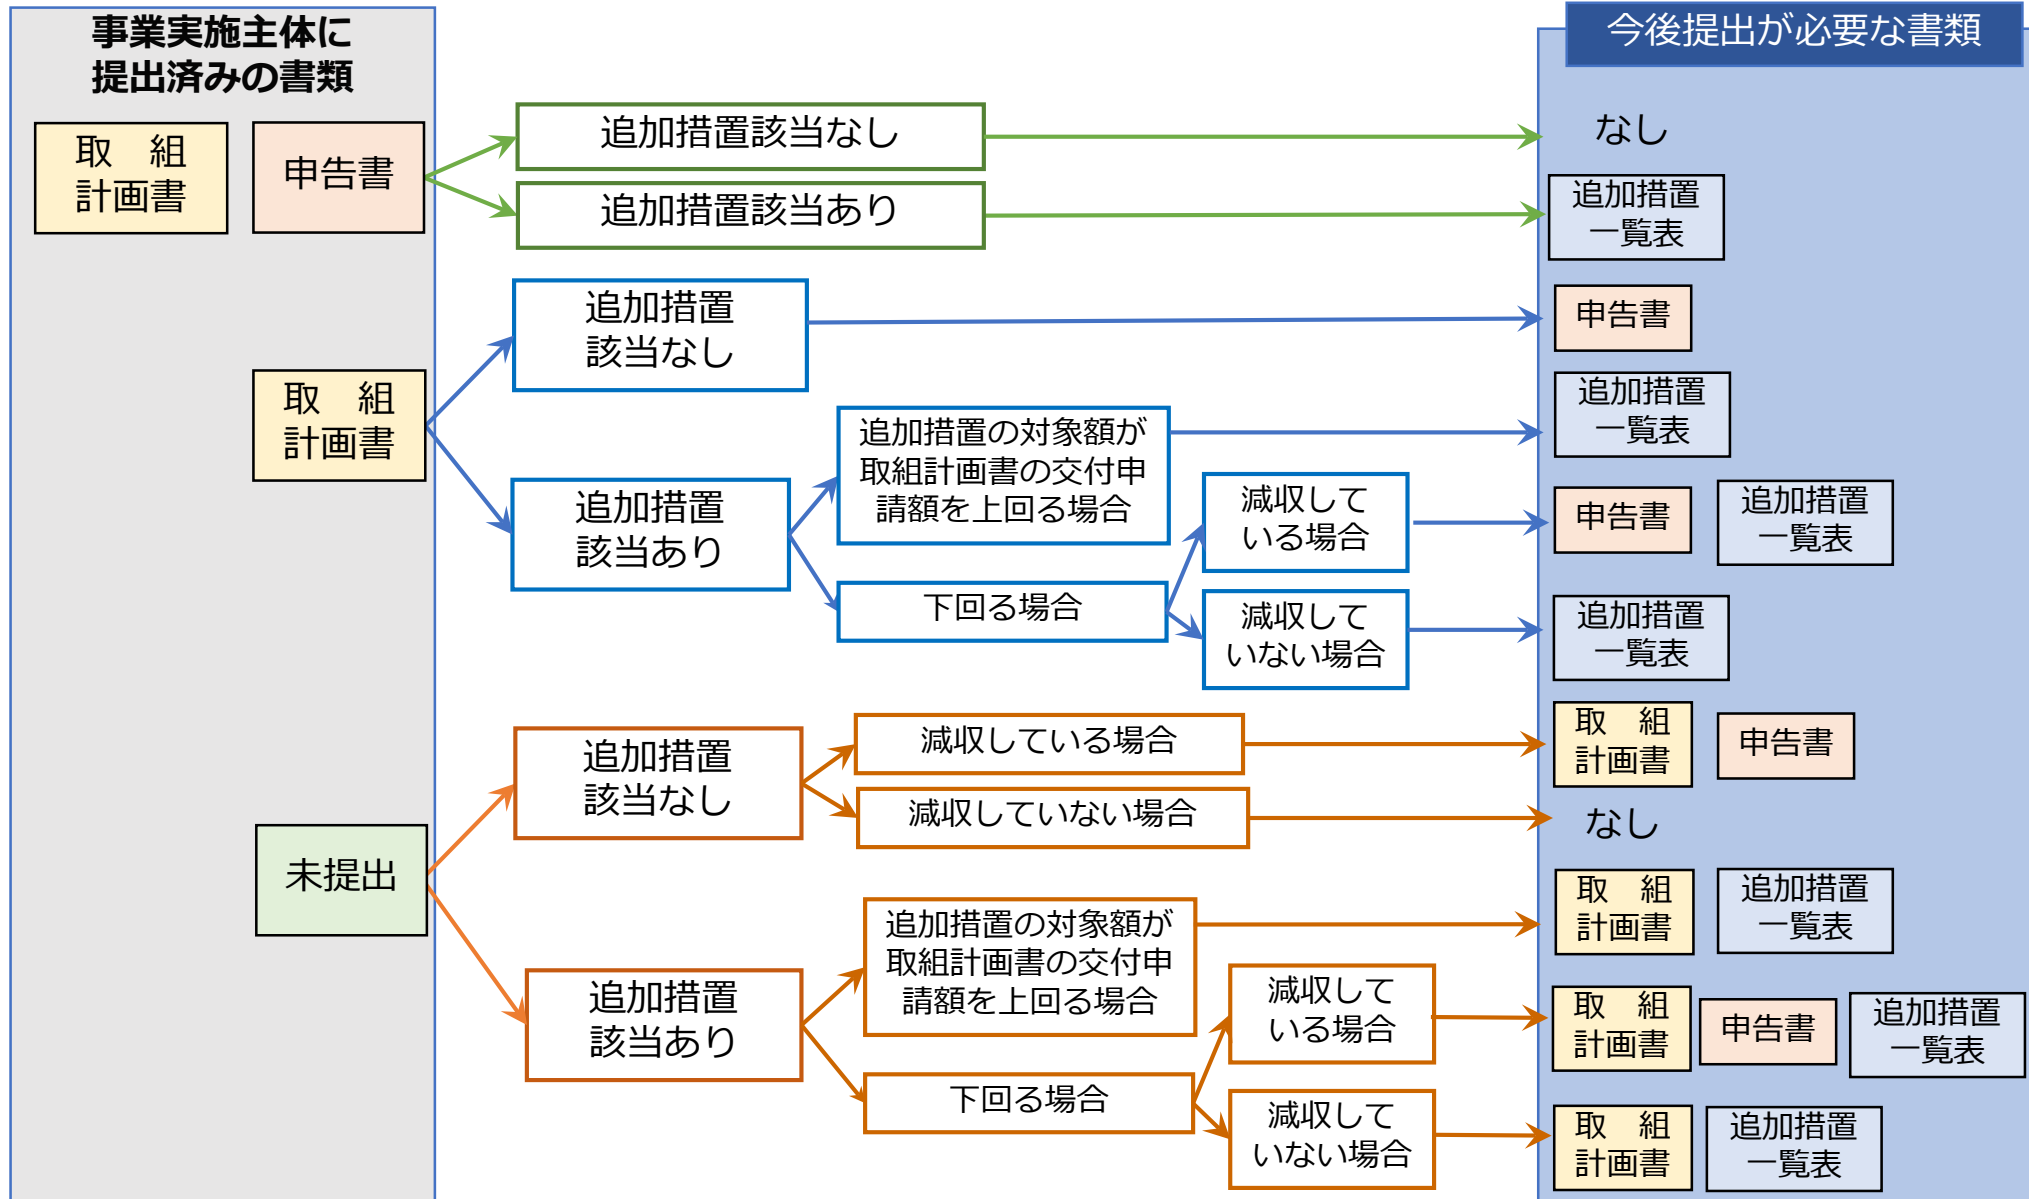 事業実施主体に
提出済みの書類
今後提出が必要な書類
取　組
計画書
申告書
追加措置該当なし
なし
追加措置該当あり
追加措置
一覧表
取　組
計画書
追加措置
該当なし
申告書
追加措置
該当あり
追加措置の対象額が
取組計画書の交付申
請額を上回る場合
追加措置
一覧表
下回る場合
減収して
いる場合
申告書
追加措置
一覧表
減収して
いない場合
追加措置
一覧表
未提出
追加措置
該当なし
減収している場合
取　組
計画書
申告書
減収していない場合
なし
追加措置
該当あり
追加措置の対象額が
取組計画書の交付申
請額を上回る場合
取　組
計画書
追加措置
一覧表
下回る場合
減収して
いる場合
取　組
計画書
申告書
追加措置
一覧表
減収して
いない場合
取　組
計画書
追加措置
一覧表